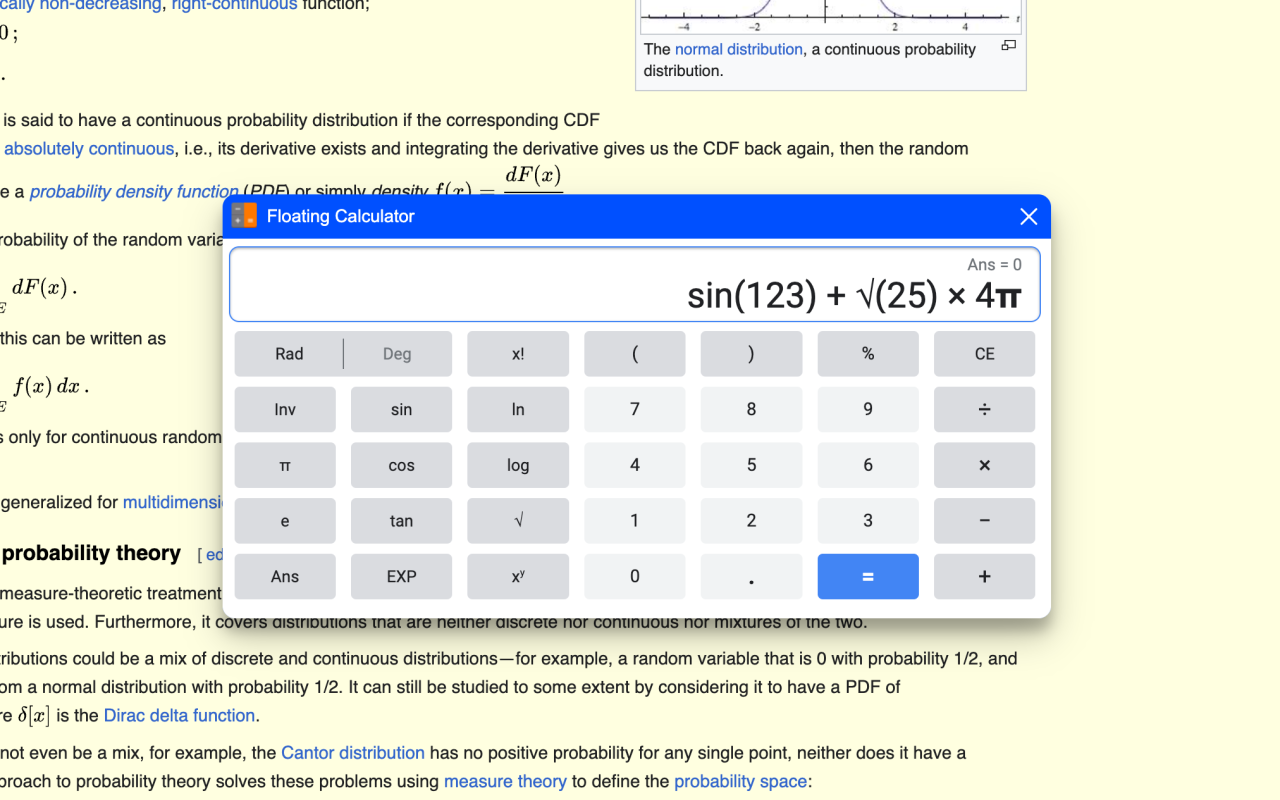 cally non-decreasing, right-continuous function;
0 ;
.
-4 -2 2 4 t
The normal distribution, a continuous probability
distribution.
is said to have a continuous probability distribution if the corresponding CDF
absolutely continuous, i.e., its derivative exists and integrating the derivative gives us the CDF back again, then the random
e a probability density function (PDF) or simply density f(x) = dF(x)
Floating Calculator
robability of the random varia
Ans = 0
sin(123) + √(25) × 4π
dF(x) .
E
this can be written as
f(x) dx .
E
s only for continuous random
Rad Deg x! ( ) % CE
Inv sin ln 7 8 9 ÷
π cos log 4 5 6 ×
e tan √ 1 2 3 −
Ans EXP xʸ 0 . = +
generalized for multidimensi
probability theory [ ed
measure-theoretic treatment
ure is used. Furthermore, it covers distributions that are neither discrete nor continuous nor mixtures of the two.
tributions could be a mix of discrete and continuous distributions—for example, a random variable that is 0 with probability 1/2, and
om a normal distribution with probability 1/2. It can still be studied to some extent by considering it to have a PDF of
re δ[x] is the Dirac delta function.
not even be a mix, for example, the Cantor distribution has no positive probability for any single point, neither does it have a
proach to probability theory solves these problems using measure theory to define the probability space: